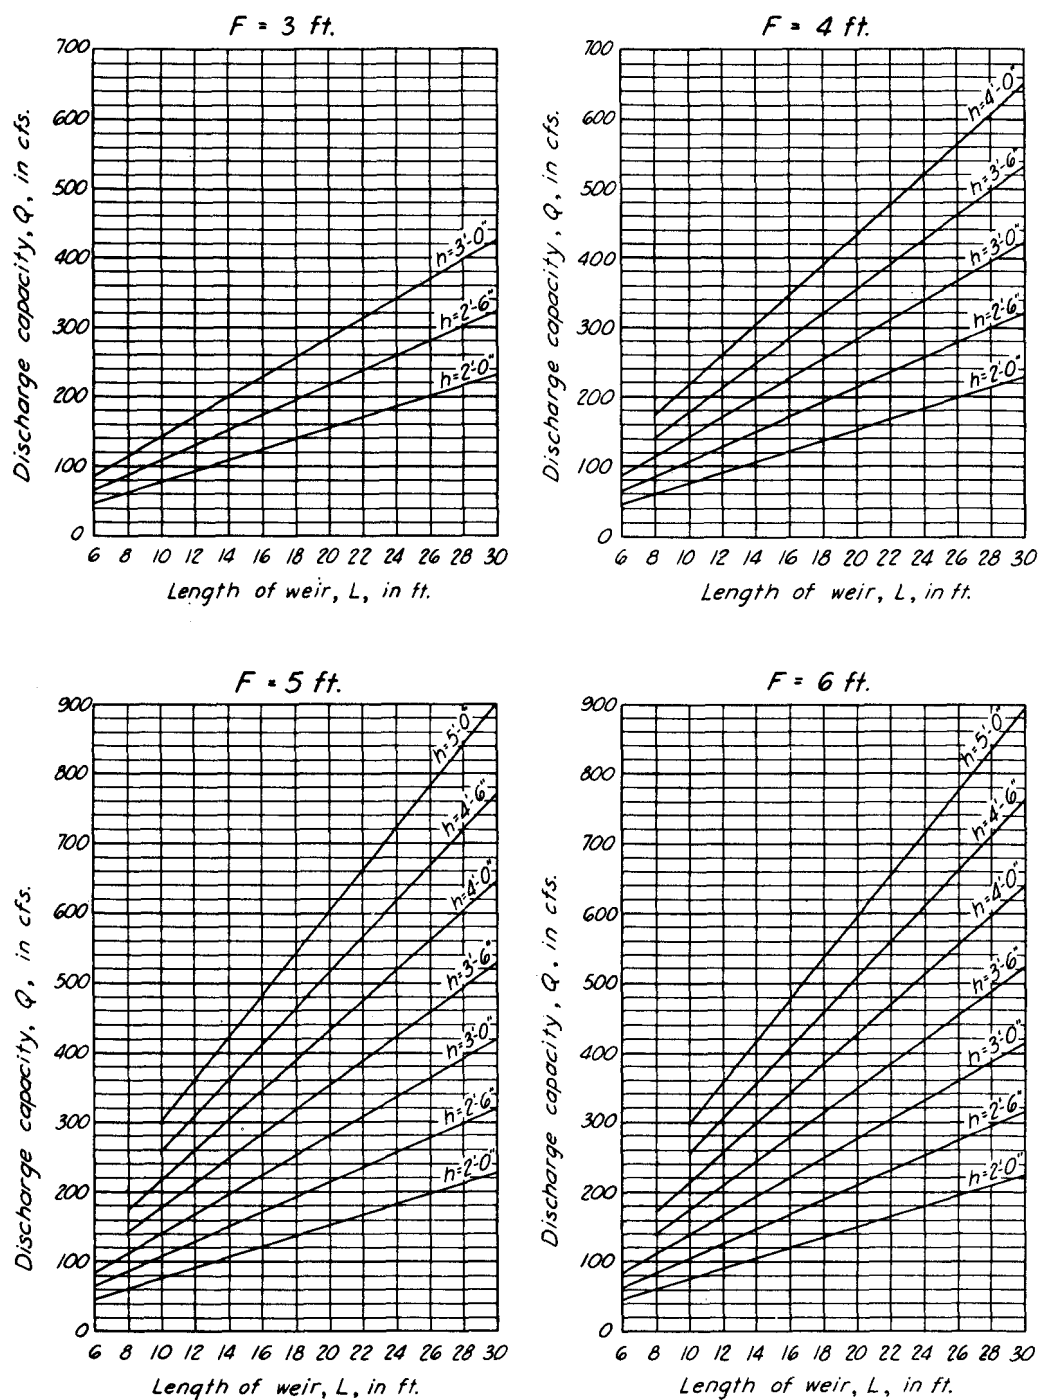 F = 3 ft.
700
600
500
400
300
200
100
0
Discharge capacity, Q, in cfs.
h=3'-0"
h=2'-6"
h=2'-0"
6 8 10 12 14 16 18 20 22 24 26 28 30
Length of weir, L, in ft.
F = 4 ft.
700
600
500
400
300
200
100
0
Discharge capacity, Q, in cfs.
h=4'-0"
h=3'-6"
h=3'-0"
h=2'-6"
h=2'-0"
6 8 10 12 14 16 18 20 22 24 26 28 30
Length of weir, L, in ft.
F = 5 ft.
900
800
700
600
500
400
300
200
100
0
Discharge capacity, Q, in cfs.
h=5'-0"
h=4'-6"
h=4'-0"
h=3'-6"
h=3'-0"
h=2'-6"
h=2'-0"
6 8 10 12 14 16 18 20 22 24 26 28 30
Length of weir, L, in ft.
F = 6 ft.
900
800
700
600
500
400
300
200
100
0
Discharge capacity, Q, in cfs.
h=5'-0"
h=4'-6"
h=4'-0"
h=3'-6"
h=3'-0"
h=2'-6"
h=2'-0"
6 8 10 12 14 16 18 20 22 24 26 28 30
Length of weir, L, in ft.